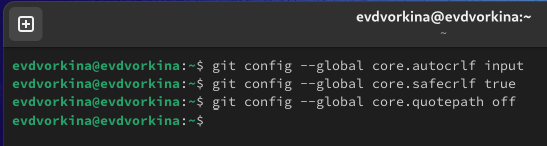 evdvorkina@evdvorkina:~
~
evdvorkina@evdvorkina:~$ git config --global core.autocrlf input
evdvorkina@evdvorkina:~$ git config --global core.safecrlf true
evdvorkina@evdvorkina:~$ git config --global core.quotepath off
evdvorkina@evdvorkina:~$